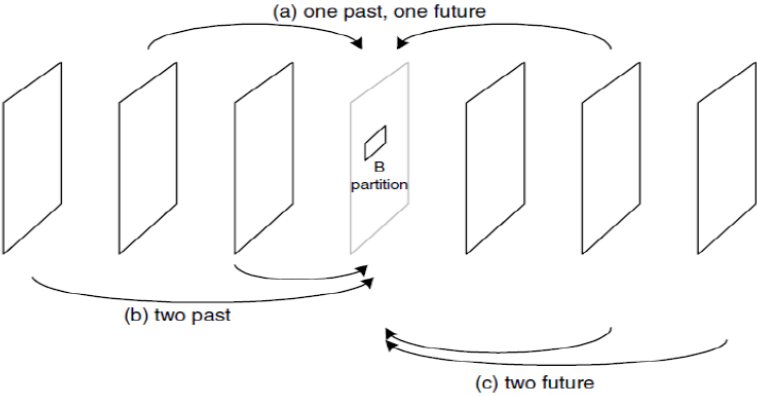 (a) one past, one future
B
partition
(b) two past
(c) two future